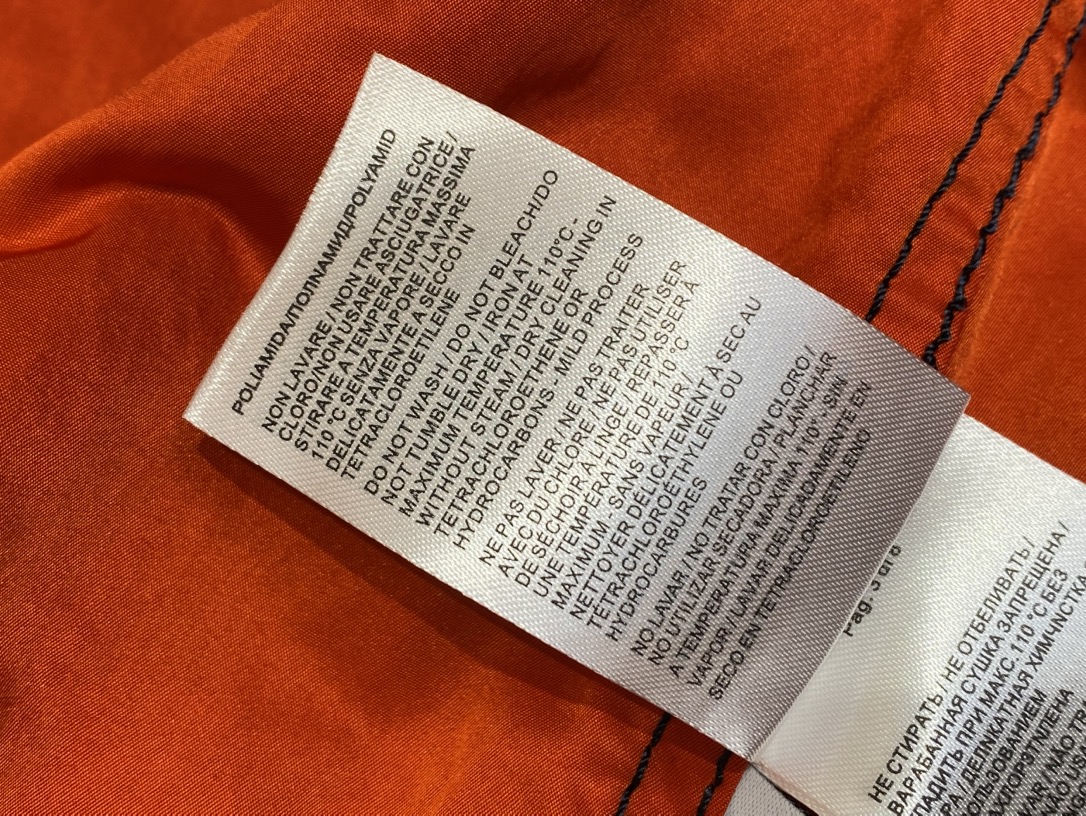 POLIAMIDA/ПОЛІАМИД/POLYAMID
NON LAVARE / NON TRATTARE CON
CLORO/NON USARE ASCIUGATRICE /
STIRARE A TEMPERATURA MASSIMA
110 °C SENZA VAPORE / LAVARE
DELICATAMENTE A SECCO IN
TETRACLOROETILENE
DO NOT WASH / DO NOT BLEACH/DO
NOT TUMBLE DRY / IRON AT
MAXIMUM TEMPERATURE 110°C -
WITHOUT STEAM / DRY CLEANING IN
TETRACHLOROETHENE OR
HYDROCARBONS - MILD PROCESS
NE PAS LAVER / NE PAS TRAITER
AVEC DU CHLORE / NE PAS UTILISER
DE SÉCHOIR À LINGE / REPASSER À
UNE TEMPÉRATURE DE 110°C
MAXIMUM - SANS VAPEUR /
NETTOYER DÉLICATEMENT À SEC AU
TÉTRACHLOROÉTHYLÈNE OU
HYDROCARBURES
NO LAVAR / NO TRATAR CON CLORO /
NO UTILIZAR SECADORA / PLANCHAR
A TEMPERATURA MAXIMA 110° - SIN
VAPOR / LAVAR DELICADAMENTE EN
SECO EN TETRACLOROETILENO
Pag.
НЕ СТИРАТЬ / НЕ ОТБЕЛИВАТЬ /
БАРАБАННАЯ СУШКА ЗАПРЕЩЕНА /
ПРИ МАКС. 110 °C БЕЗ
ДЕЛИКАТНАЯ
NÃO